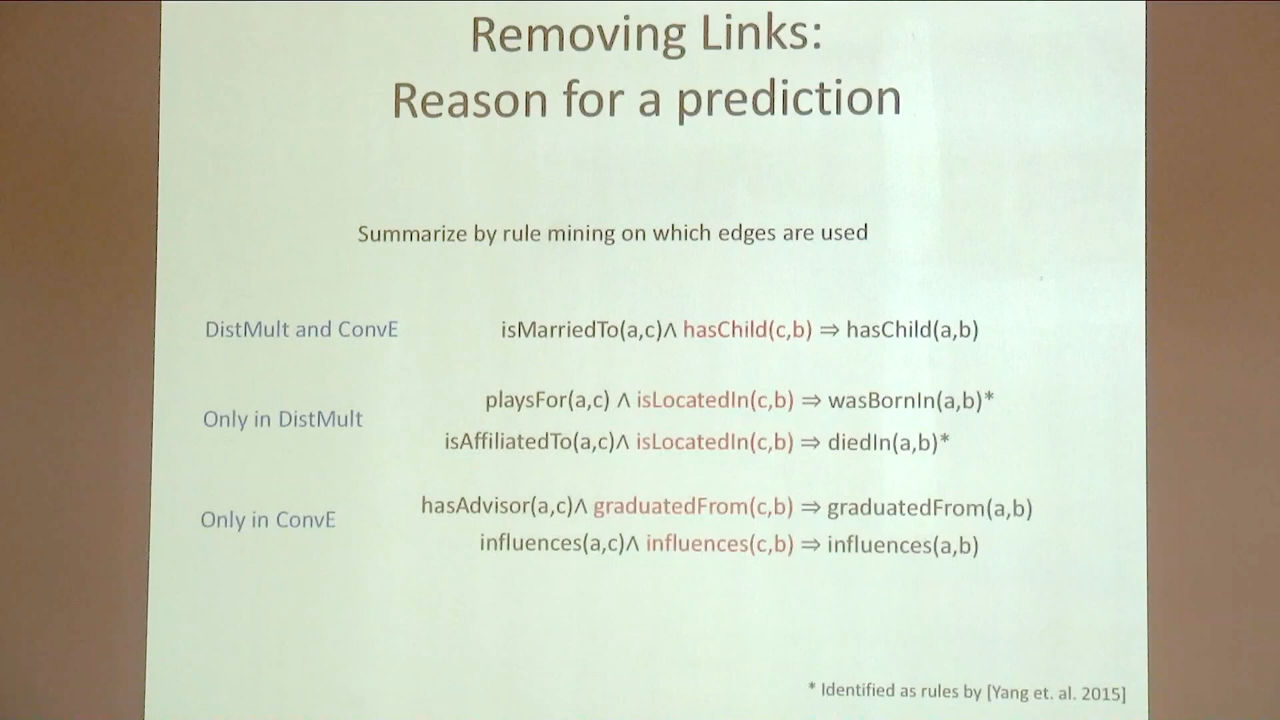 Removing Links:
Reason for a prediction
Summarize by rule mining on which edges are used
DistMult and ConvE
isMarriedTo(a,c)∧ hasChild(c,b) ⇒ hasChild(a,b)
Only in DistMult
playsFor(a,c) ∧ isLocatedIn(c,b) ⇒ wasBornIn(a,b)*
isAffiliatedTo(a,c)∧ isLocatedIn(c,b) ⇒ diedIn(a,b)*
Only in ConvE
hasAdvisor(a,c)∧ graduatedFrom(c,b) ⇒ graduatedFrom(a,b)
influences(a,c)∧ influences(c,b) ⇒ influences(a,b)
* Identified as rules by [Yang et. al. 2015]